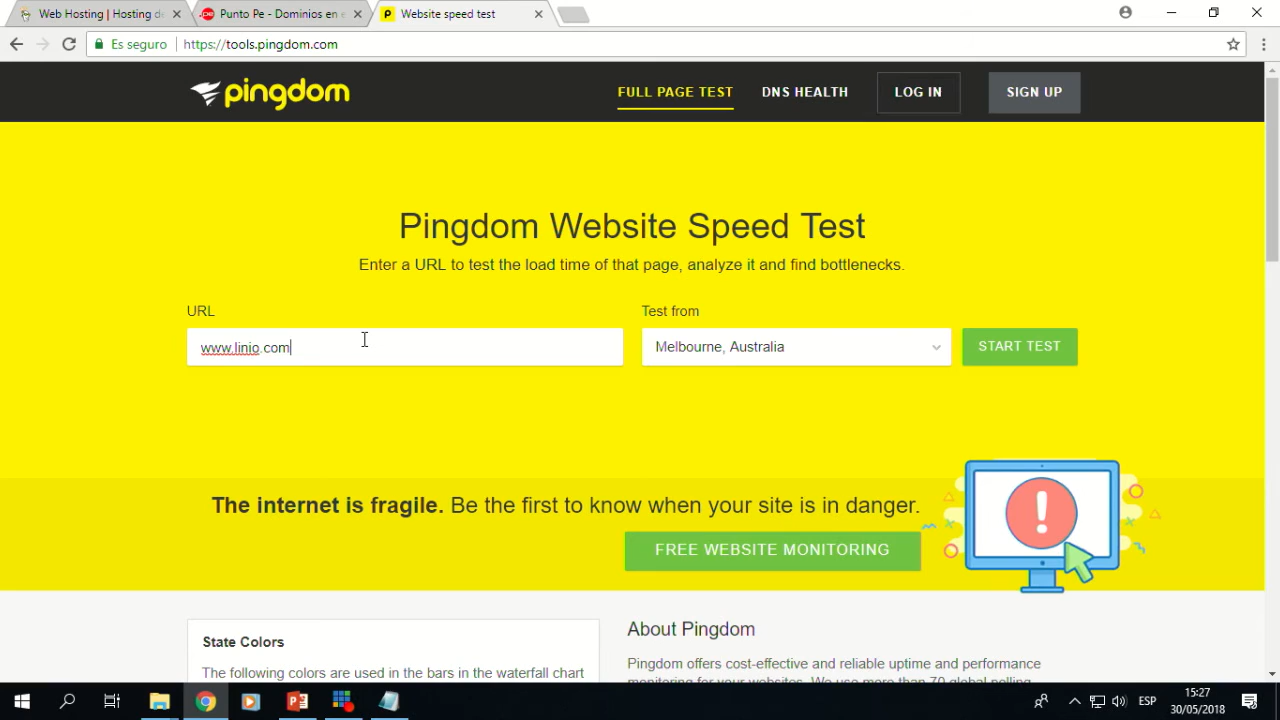 Web Hosting | Hosting d
Punto Pe - Dominios en e
Website speed test
Es seguro
https://tools.pingdom.com
pingdom
FULL PAGE TEST
DNS HEALTH
LOG IN
SIGN UP
Pingdom Website Speed Test
Enter a URL to test the load time of that page, analyze it and find bottlenecks.
URL
Test from
www.linio.com
Melbourne, Australia
START TEST
The internet is fragile. Be the first to know when your site is in danger.
FREE WEBSITE MONITORING
State Colors
About Pingdom
The following colors are used in the bars in the waterfall chart
Pingdom offers cost-effective and reliable uptime and performance
monitoring for your websites. We use more than 70 global polling
ESP
15:27
30/05/2018